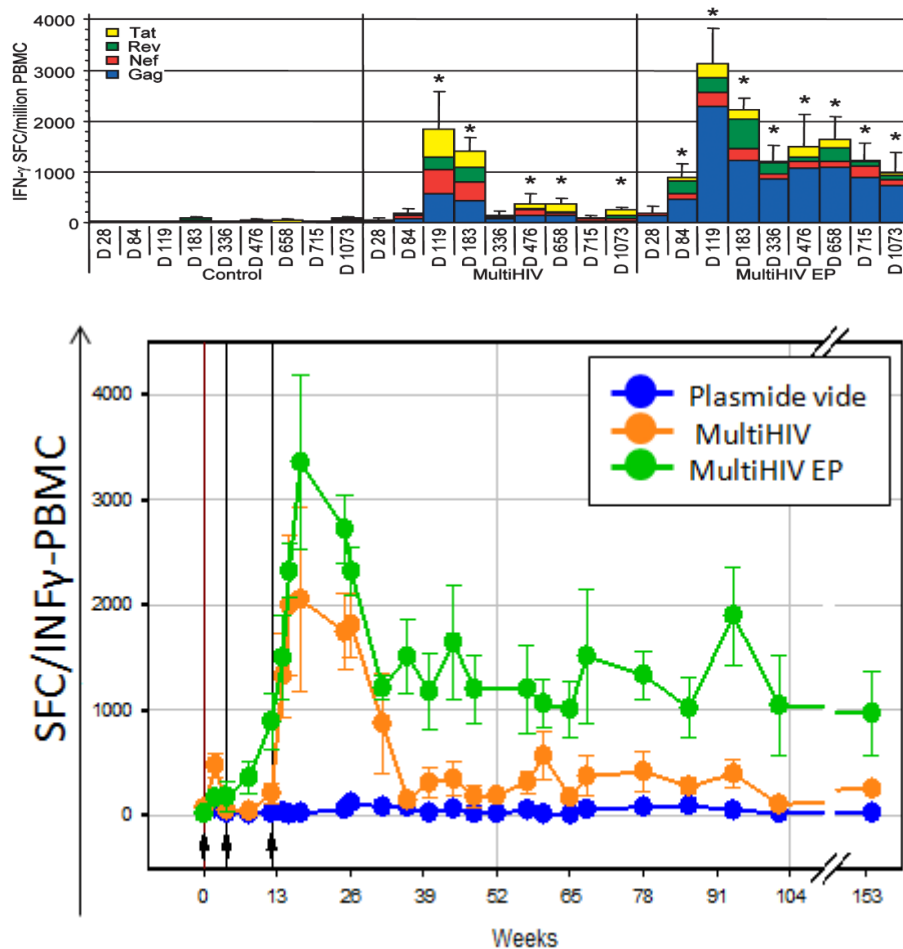 4000
3000
2000
1000
0
IFN-γ SFC/million PBMC
Tat
Rev
Nef
Gag
* * * * * * * * * * * * *
D 28 D 84 D 119 D 183 D 336 D 476 D 658 D 715 D 1073 D 28 D 84 D 119 D 183 D 336 D 476 D 658 D 715 D 1073 D 28 D 84 D 119 D 183 D 336 D 476 D 658 D 715 D 1073
Control MultiHIV MultiHIV EP
SFC/INFγ-PBMC
4000
3000
2000
1000
0
Plasmide vide
MultiHIV
MultiHIV EP
0 13 26 39 52 65 78 91 104 153
Weeks